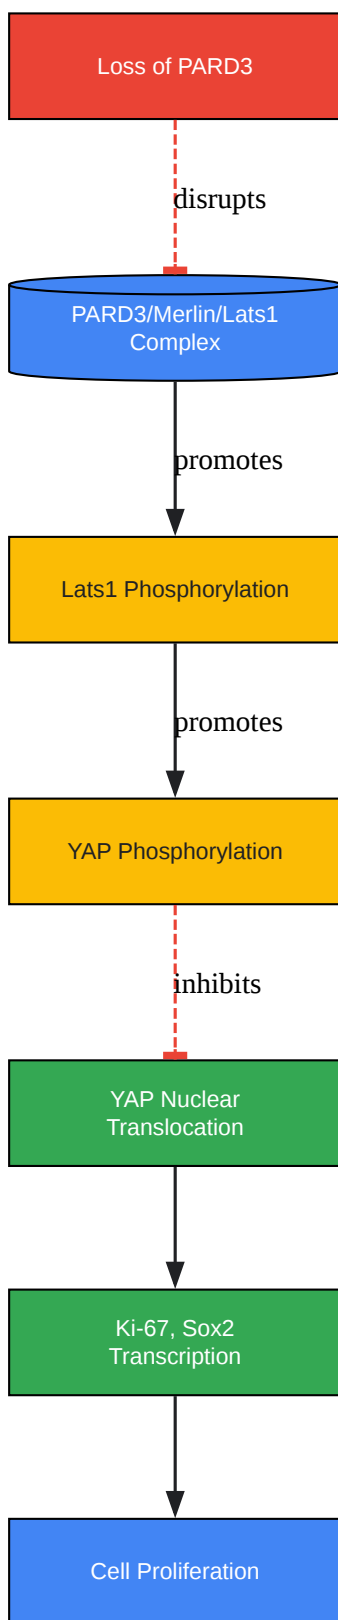 Loss of PARD3
disrupts
PARD3/Merlin/Lats1
Complex
promotes
Lats1 Phosphorylation
promotes
YAP Phosphorylation
inhibits
YAP Nuclear
Translocation
Ki-67, Sox2
Transcription
Cell Proliferation